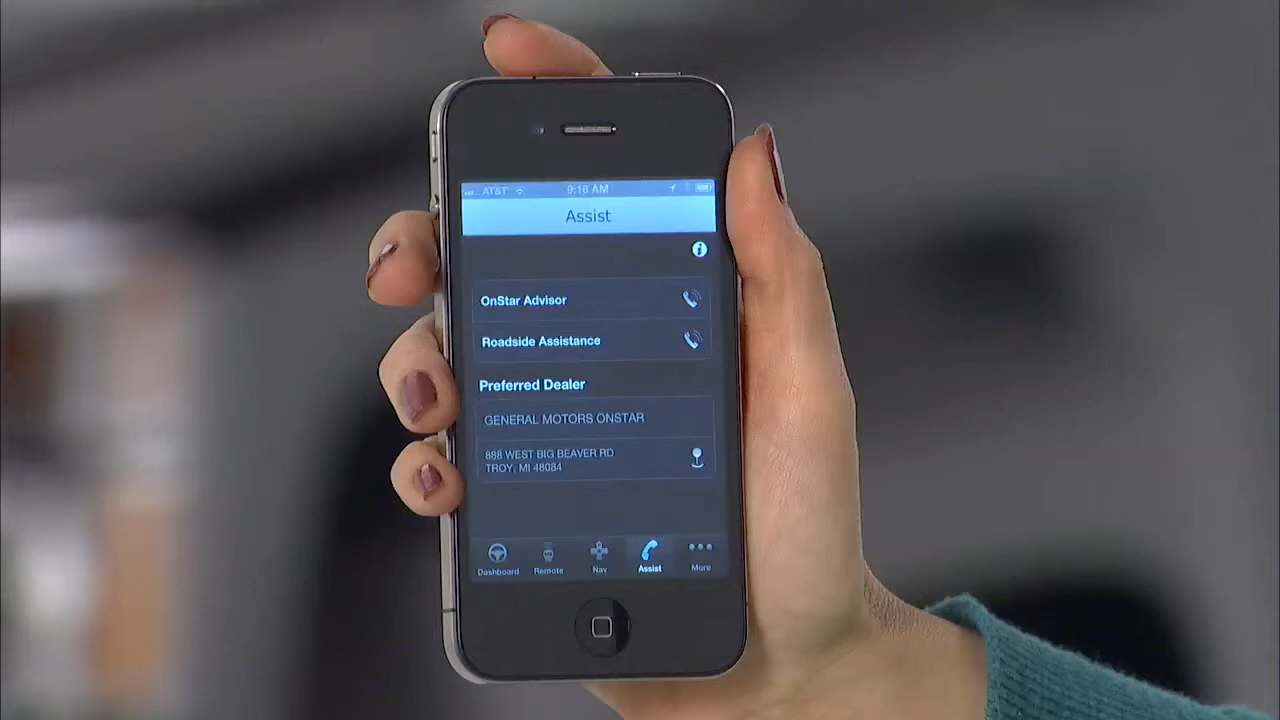 AT&T 9:16 AM
Assist
OnStar Advisor
Roadside Assistance
Preferred Dealer
GENERAL MOTORS ONSTAR
888 WEST BIG BEAVER RD
TROY, MI 48084
Dashboard Remote Nav Assist More